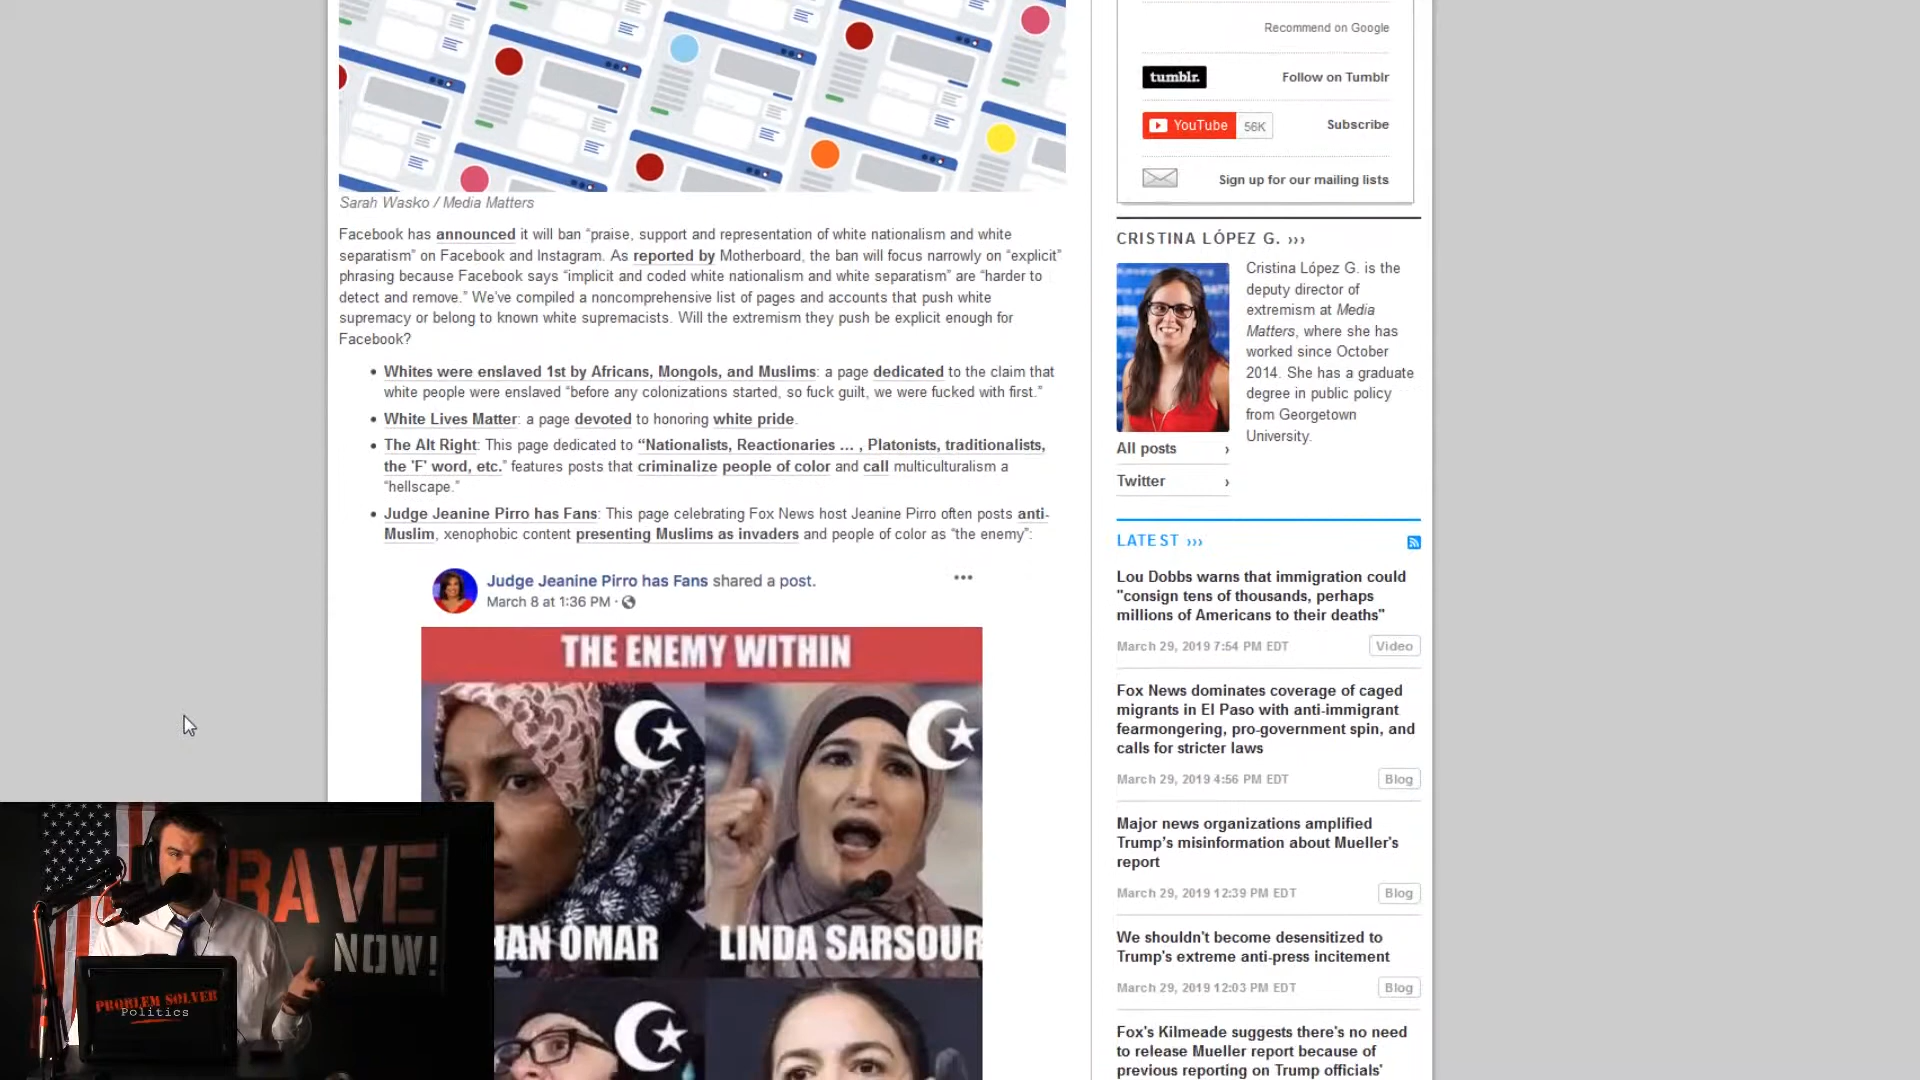 Recommend on Google
tumblr.
Follow on Tumblr
YouTube 56K
Subscribe
Sign up for our mailing lists
Sarah Wasko / Media Matters
Facebook has announced it will ban “praise, support and representation of white nationalism and white
separatism” on Facebook and Instagram. As reported by Motherboard, the ban will focus narrowly on “explicit”
phrasing because Facebook says “implicit and coded white nationalism and white separatism” are “harder to
detect and remove.” We’ve compiled a noncomprehensive list of pages and accounts that push white
supremacy or belong to known white supremacists. Will the extremism they push be explicit enough for
Facebook?
• Whites were enslaved 1st by Africans, Mongols, and Muslims: a page dedicated to the claim that
white people were enslaved “before any colonizations started, so fuck guilt, we were fucked with first.”
• White Lives Matter: a page devoted to honoring white pride.
• The Alt Right: This page dedicated to “Nationalists, Reactionaries ... , Platonists, traditionalists,
the 'F' word, etc.” features posts that criminalize people of color and call multiculturalism a
“hellscape.”
• Judge Jeanine Pirro has Fans: This page celebrating Fox News host Jeanine Pirro often posts anti-
Muslim, xenophobic content presenting Muslims as invaders and people of color as “the enemy”:
Judge Jeanine Pirro has Fans shared a post.
March 8 at 1:36 PM ·
THE ENEMY WITHIN
HAN OMAR
LINDA SARSOUR
CRISTINA LÓPEZ G. ›››
Cristina López G. is the
deputy director of
extremism at Media
Matters, where she has
worked since October
2014. She has a graduate
degree in public policy
from Georgetown
University.
All posts ›
Twitter ›
LATEST ›››
Lou Dobbs warns that immigration could
"consign tens of thousands, perhaps
millions of Americans to their deaths"
March 29, 2019 7:54 PM EDT
Video
Fox News dominates coverage of caged
migrants in El Paso with anti-immigrant
fearmongering, pro-government spin, and
calls for stricter laws
March 29, 2019 4:56 PM EDT
Blog
Major news organizations amplified
Trump’s misinformation about Mueller's
report
March 29, 2019 12:39 PM EDT
Blog
We shouldn't become desensitized to
Trump's extreme anti-press incitement
March 29, 2019 12:03 PM EDT
Blog
Fox's Kilmeade suggests there's no need
to release Mueller report because of
previous reporting on Trump officials'
BAVE
NOW!
PROBLEM SOLVER
Politics